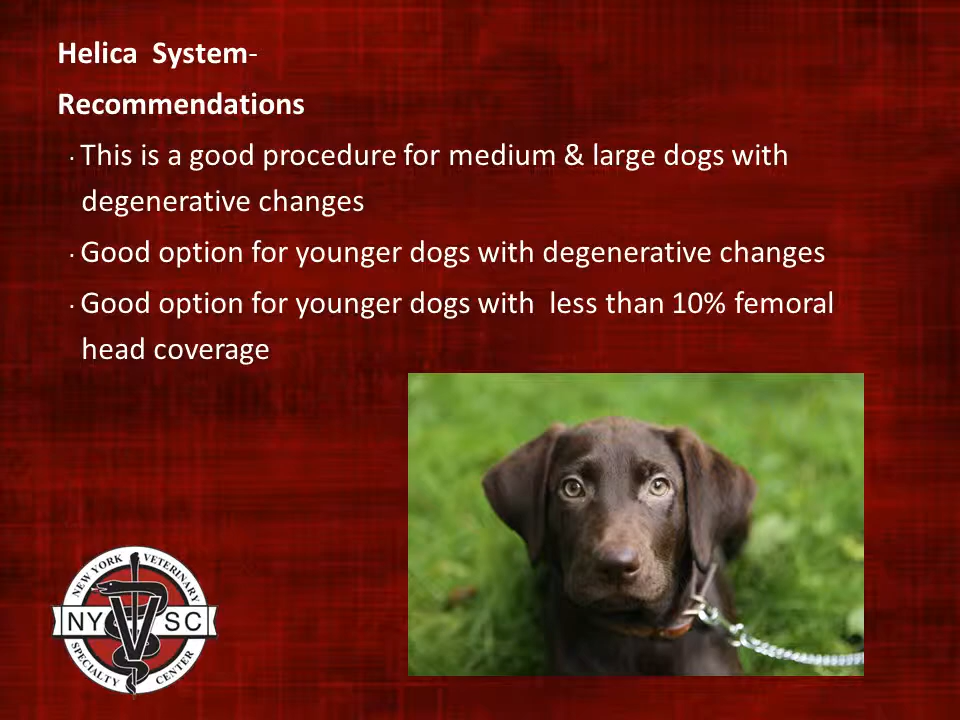 Helica System-
Recommendations
· This is a good procedure for medium & large dogs with
degenerative changes
· Good option for younger dogs with degenerative changes
· Good option for younger dogs with less than 10% femoral
head coverage
NEW YORK VETERINARY
NY SC
SPECIALTY CENTER